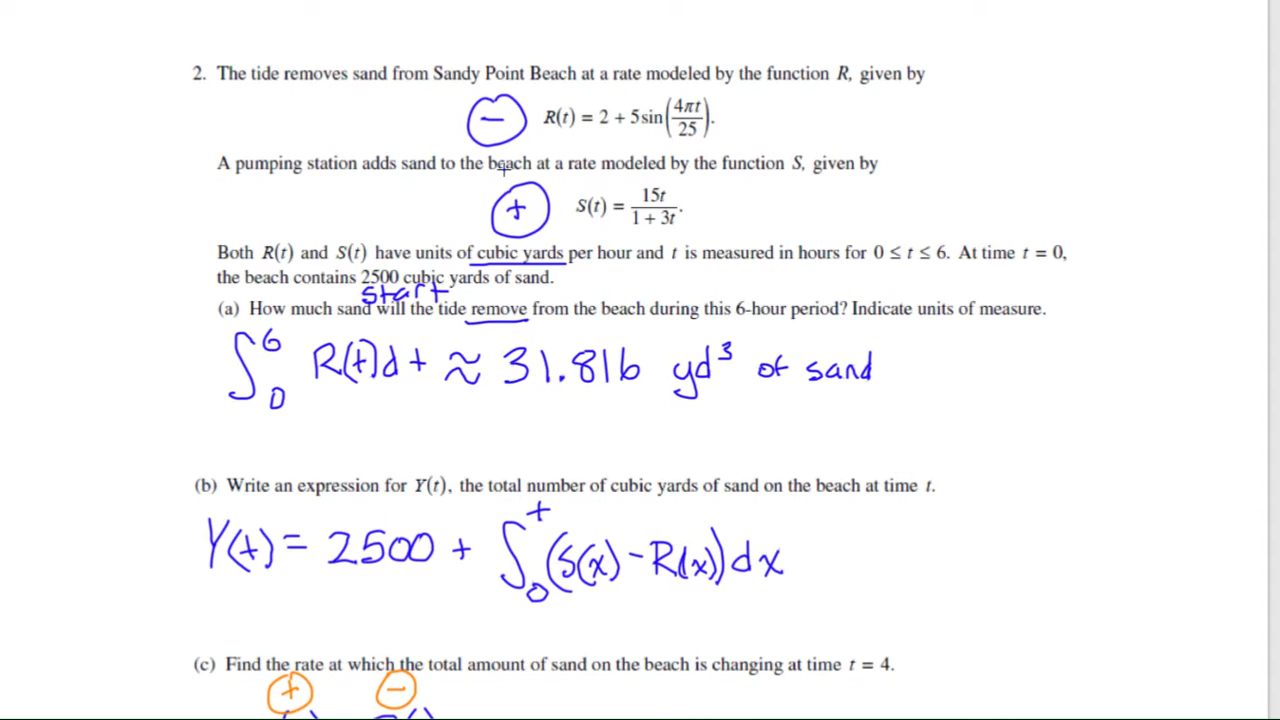 2. The tide removes sand from Sandy Point Beach at a rate modeled by the function R, given by
− R(t) = 2 + 5sin(4πt/25).
A pumping station adds sand to the beach at a rate modeled by the function S, given by
+ S(t) = 15t/(1 + 3t).
Both R(t) and S(t) have units of cubic yards per hour and t is measured in hours for 0 ≤ t ≤ 6. At time t = 0,
the beach contains 2500 cubic yards of sand.
start
(a) How much sand will the tide remove from the beach during this 6-hour period? Indicate units of measure.
∫₀⁶ R(t)dt ≈ 31.816 yd³ of sand
(b) Write an expression for Y(t), the total number of cubic yards of sand on the beach at time t.
Y(t) = 2500 + ∫₀ᵗ (S(x) − R(x))dx
(c) Find the rate at which the total amount of sand on the beach is changing at time t = 4.
+ −